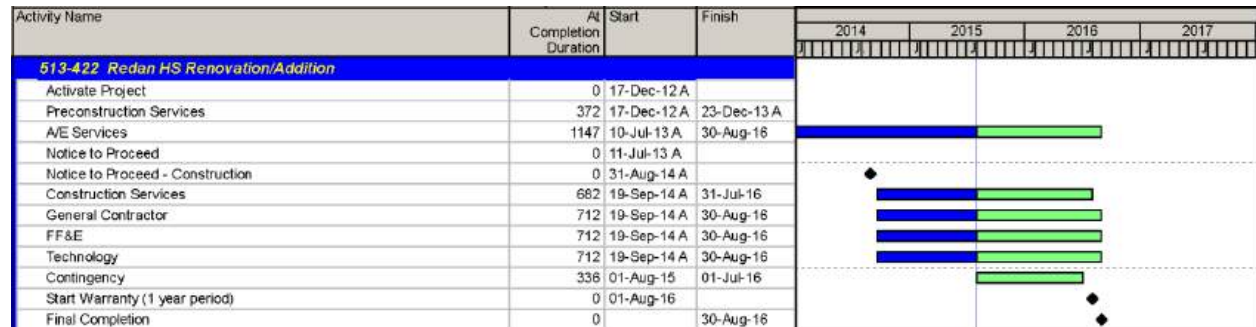 Activity Name At Completion Duration Start Finish
2014 2015 2016 2017
J J J J
513-422 Redan HS Renovation/Addition
Activate Project 0 17-Dec-12 A
Preconstruction Services 372 17-Dec-12 A 23-Dec-13 A
A/E Services 1147 10-Jul-13 A 30-Aug-16
Notice to Proceed 0 11-Jul-13 A
Notice to Proceed - Construction 0 31-Aug-14 A
Construction Services 682 19-Sep-14 A 31-Jul-16
General Contractor 712 19-Sep-14 A 30-Aug-16
FF&E 712 19-Sep-14 A 30-Aug-16
Technology 712 19-Sep-14 A 30-Aug-16
Contingency 336 01-Aug-15 01-Jul-16
Start Warranty (1 year period) 0 01-Aug-16
Final Completion 0 30-Aug-16